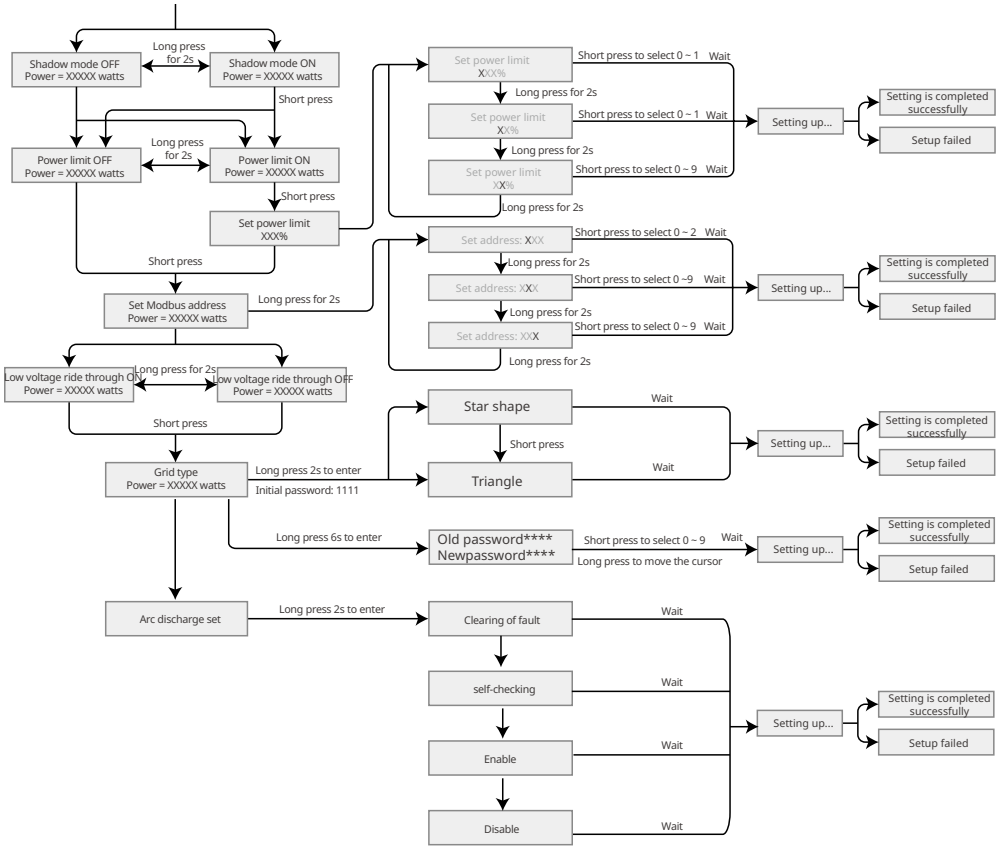 Shadow mode OFF
Power = XXXXX watts
Long press
for 2s
Shadow mode ON
Power = XXXXX watts
Short press
Power limit OFF
Power = XXXXX watts
Long press
for 2s
Power limit ON
Power = XXXXX watts
Short press
Set power limit
XXX%
Short press
Set Modbus address
Power = XXXXX watts
Long press for 2s
Low voltage ride through ON
Power = XXXXX watts
Long press for 2s
Low voltage ride through OFF
Power = XXXXX watts
Short press
Grid type
Power = XXXXX watts
Long press 2s to enter
Initial password: 1111
Long press 6s to enter
Arc discharge set
Long press 2s to enter
Set power limit
XXX%
Short press to select 0 ~ 1 Wait
Long press for 2s
Set power limit
XX%
Short press to select 0 ~ 1 Wait
Long press for 2s
Set power limit
XX%
Short press to select 0 ~ 9 Wait
Long press for 2s
Setting up...
Setting is completed
successfully
Setup failed
Set address: XXX
Short press to select 0 ~ 2 Wait
Long press for 2s
Set address: XXX
Short press to select 0 ~9 Wait
Long press for 2s
Set address: XXX
Short press to select 0 ~ 9 Wait
Long press for 2s
Setting up...
Setting is completed
successfully
Setup failed
Star shape
Wait
Short press
Triangle
Wait
Setting up...
Setting is completed
successfully
Setup failed
Old password****
Newpassword****
Short press to select 0 ~ 9 Wait
Long press to move the cursor
Setting up...
Setting is completed
successfully
Setup failed
Clearing of fault
Wait
self-checking
Wait
Enable
Wait
Disable
Wait
Setting up...
Setting is completed
successfully
Setup failed